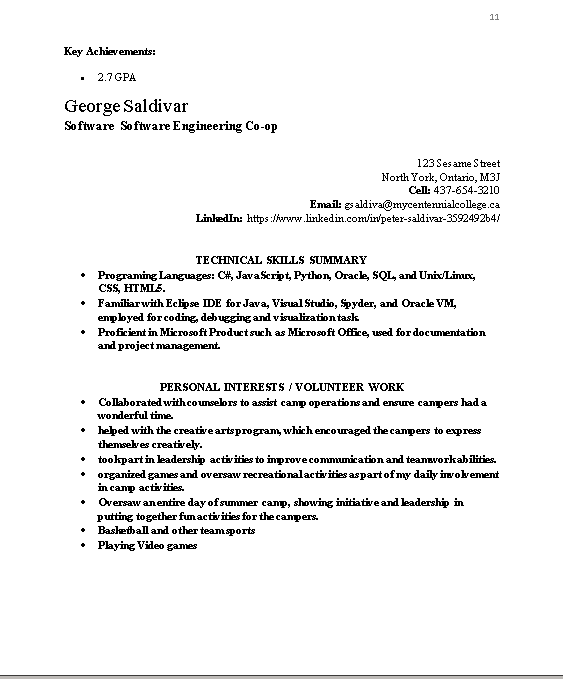 11
Key Achievements:
• 2.7 GPA
George Saldivar
Software Software Engineering Co-op
123 Sesame Street
North York, Ontario, M3J
Cell: 437-654-3210
Email: gsaldiva@mycentennialcollege.ca
LinkedIn: https://www.linkedin.com/in/peter-saldivar-3592492b4/
TECHNICAL SKILLS SUMMARY
• Programing Languages: C#, JavaScript, Python, Oracle, SQL, and Unix/Linux,
CSS, HTML5.
• Familiar with Eclipse IDE for Java, Visual Studio, Spyder, and Oracle VM,
employed for coding, debugging and visualization task.
• Proficient in Microsoft Product such as Microsoft Office, used for documentation
and project management.
PERSONAL INTERESTS / VOLUNTEER WORK
• Collaborated with counselors to assist camp operations and ensure campers had a
wonderful time.
• helped with the creative arts program, which encouraged the campers to express
themselves creatively.
• took part in leadership activities to improve communication and teamwork abilities.
• organized games and oversaw recreational activities as part of my daily involvement
in camp activities.
• Oversaw an entire day of summer camp, showing initiative and leadership in
putting together fun activities for the campers.
• Basketball and other team sports
• Playing Video games